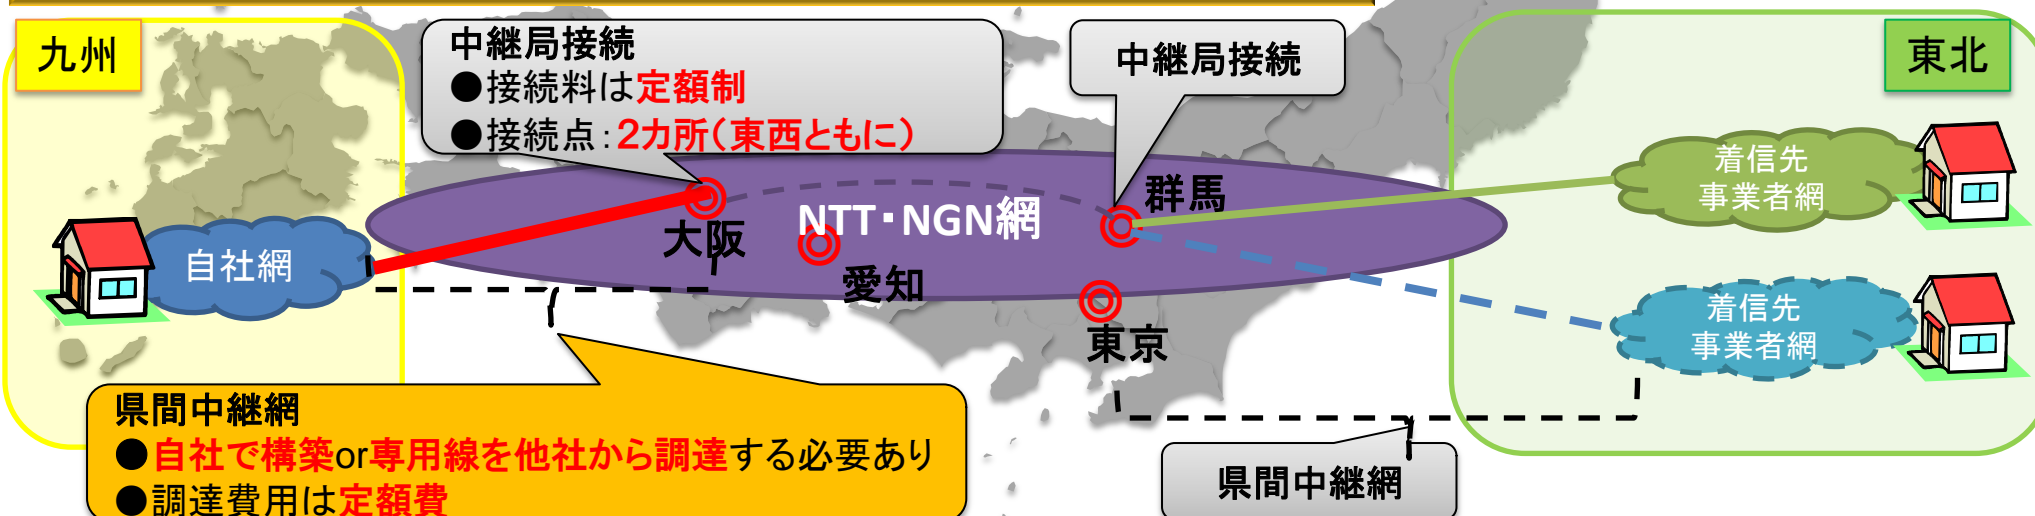 九州
中継局接続
●接続料は定額制
●接続点：2カ所（東西ともに）
中継局接続
東北
NTT・NGN網
群馬
大阪
愛知
東京
自社網
着信先
事業者網
着信先
事業者網
県間中継網
●自社で構築or専用線を他社から調達する必要あり
●調達費用は定額費
県間中継網